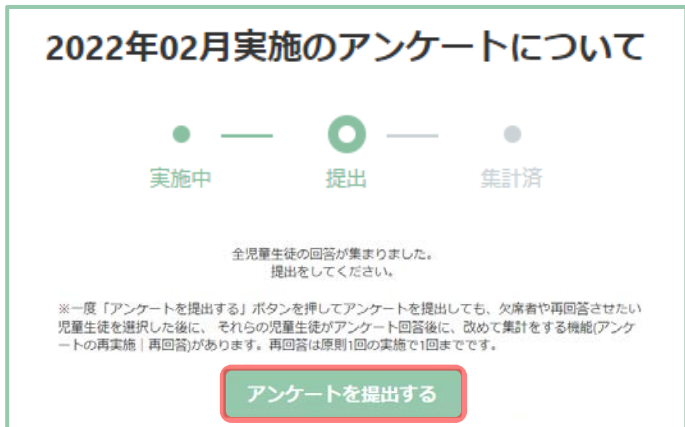 2022年02月実施のアンケートについて
実施中
提出
集計済
全児童生徒の回答が集まりました。
提出をしてください。
※一度「アンケートを提出する」ボタンを押してアンケートを提出しても、欠席者や再回答させたい
児童生徒を選択した後に、 それらの児童生徒がアンケート回答後に、改めて集計をする機能(アンケ
ートの再実施｜再回答)があります。再回答は原則1回の実施で1回までです。
アンケートを提出する